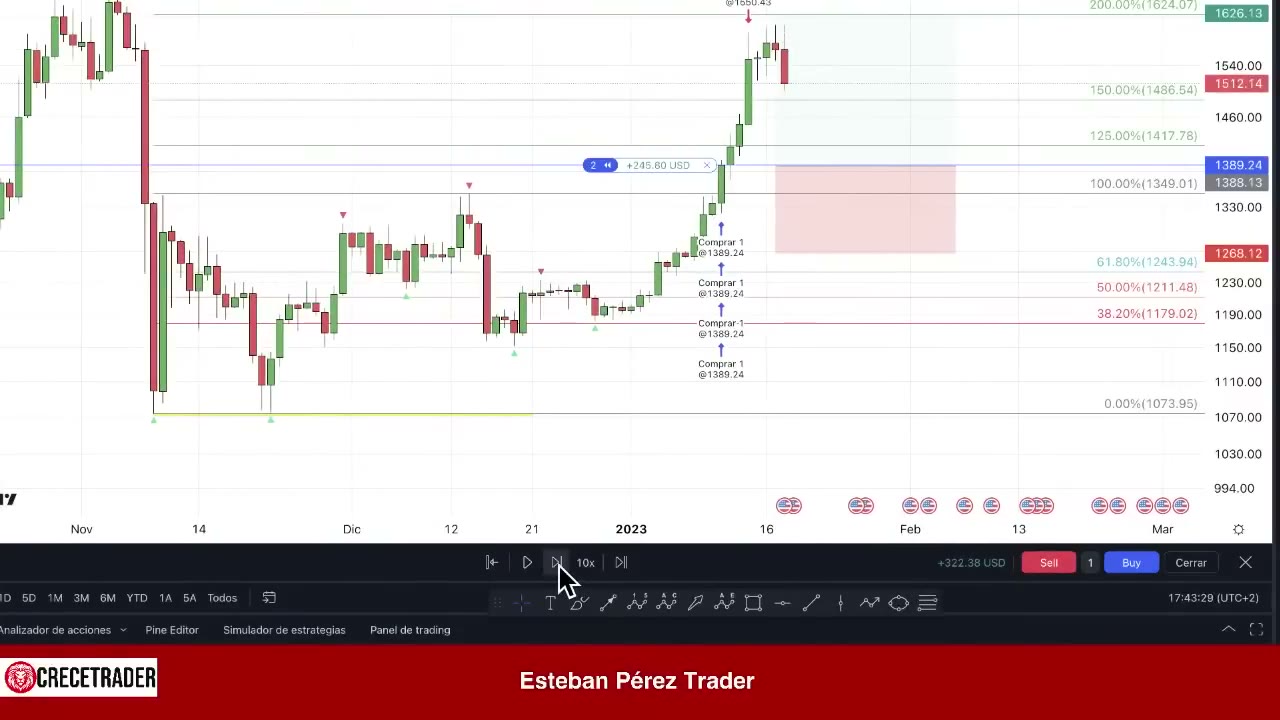 @1650.43
200.00%(1624.07)
1626.13
1540.00
1512.14
150.00%(1486.54)
1460.00
125.00%(1417.78)
2 +245.80 USD ×
1389.24
1388.13
100.00%(1349.01)
1330.00
Comprar 1
@1389.24
1268.12
61.80%(1243.94)
Comprar 1
@1389.24
1230.00
50.00%(1211.48)
38.20%(1179.02)
1190.00
Comprar 1
@1389.24
1150.00
Comprar 1
@1389.24
1110.00
0.00%(1073.95)
1070.00
1030.00
994.00
Nov 14 Dic 12 21 2023 16 Feb 13 Mar
10x +322.38 USD Sell 1 Buy Cerrar
1D 5D 1M 3M 6M YTD 1A 5A Todos 17:43:29 (UTC+2)
Analizador de acciones Pine Editor Simulador de estrategias Panel de trading
CRECETRADER
Esteban Pérez Trader